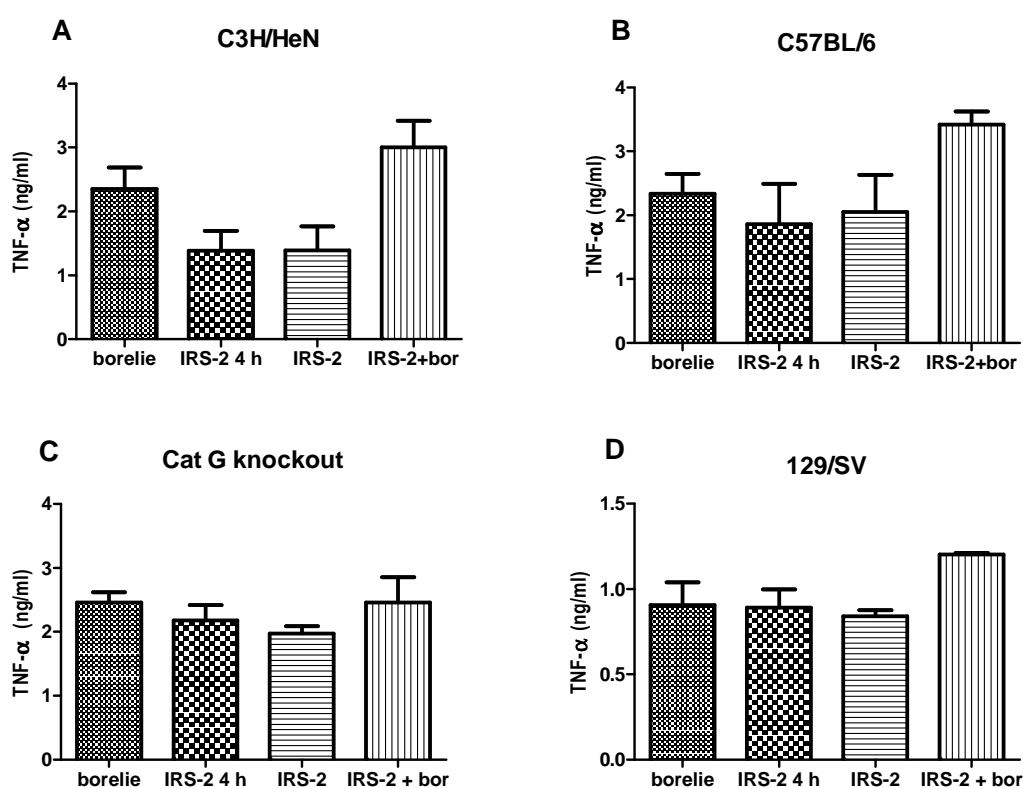 A
C3H/HeN
TNF-α (ng/ml)
4
3
2
1
0
borelie IRS-2 4 h IRS-2 IRS-2+bor
B
C57BL/6
TNF-α (ng/ml)
4
3
2
1
0
borelie IRS-2 4 h IRS-2 IRS-2+bor
C
Cat G knockout
TNF-α (ng/ml)
4
3
2
1
0
borelie IRS-2 4 h IRS-2 IRS-2 + bor
D
129/SV
TNF-α (ng/ml)
1.5
1.0
0.5
0.0
borelie IRS-2 4 h IRS-2 IRS-2 + bor